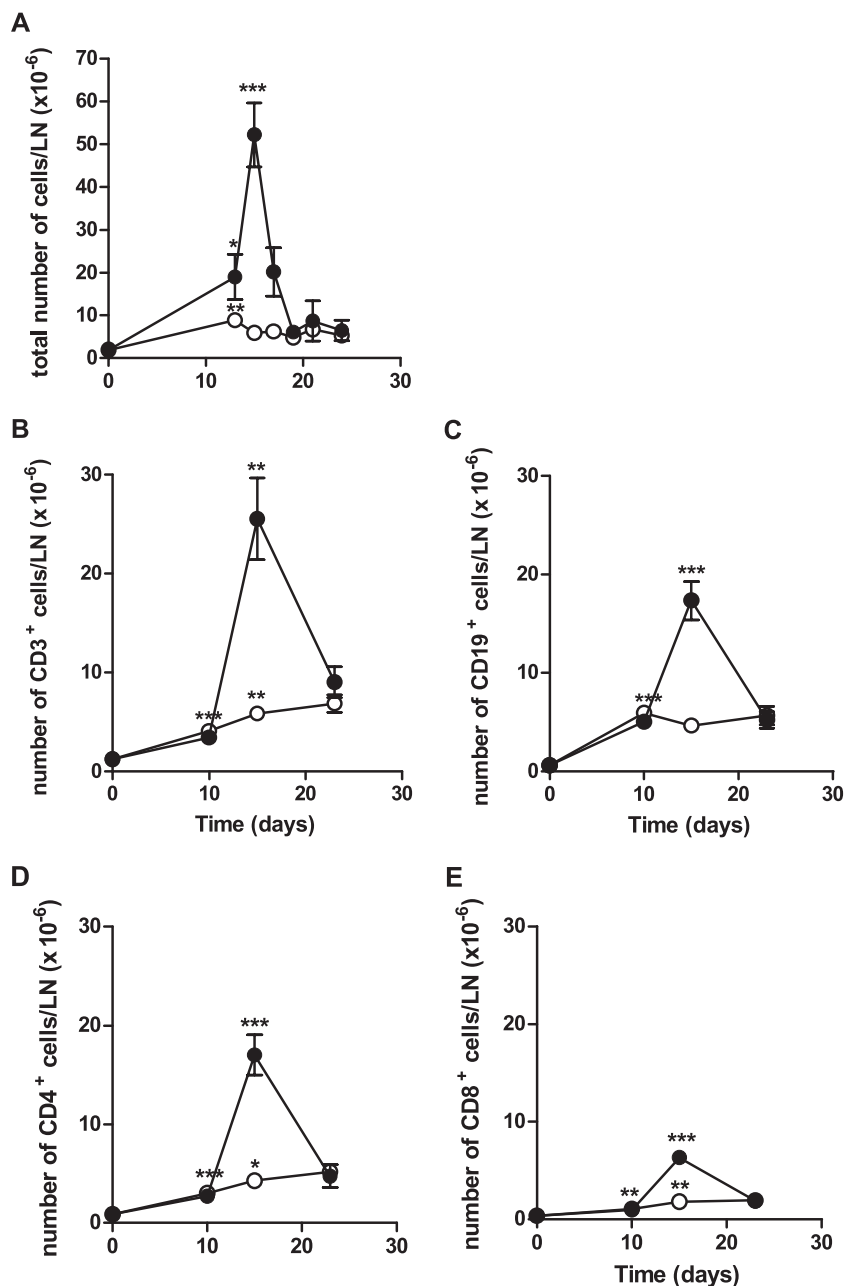 A
total number of cells/LN (x10-6)
70
60
50
40
30
20
10
0
***
*
**
0 10 20 30
B
number of CD3+ cells/LN (x10-6)
30
20
10
0
**
***
**
0 10 20 30
Time (days)
C
number of CD19+ cells/LN (x10-6)
30
20
10
0
***
***
0 10 20 30
Time (days)
D
number of CD4+ cells/LN (x10-6)
30
20
10
0
***
***
*
0 10 20 30
E
number of CD8+ cells/LN (x10-6)
30
20
10
0
***
**
**
0 10 20 30
Time (days)